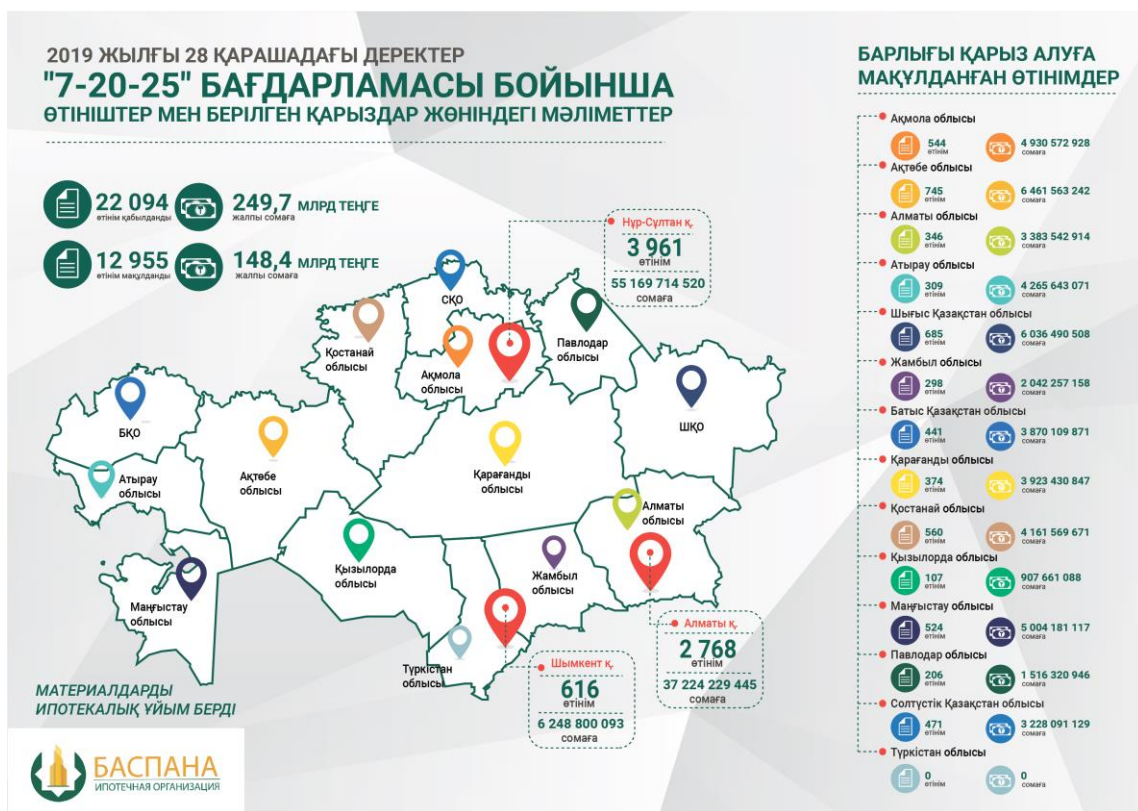 2019 ЖЫЛҒЫ 28 ҚАРАШАДАҒЫ ДЕРЕКТЕР
"7-20-25" БАҒДАРЛАМАСЫ БОЙЫНША
ӨТІНІШТЕР МЕН БЕРІЛГЕН ҚАРЫЗДАР ЖӨНІНДЕГІ МӘЛІМЕТТЕР
22 094
өтінім қабылданды
249,7 МЛРД ТЕҢГЕ
жалпы сомаға
12 955
өтінім мақұлданды
148,4 МЛРД ТЕҢГЕ
жалпы сомаға
Нұр-Сұлтан қ.
3 961
өтінім
55 169 714 520
сомаға
СҚО
Қостанай
облысы
Ақмола
облысы
Павлодар
облысы
БҚО
ШҚО
Атырау
облысы
Ақтөбе
облысы
Қарағанды
облысы
Алматы
облысы
Қызылорда
облысы
Жамбыл
облысы
Маңғыстау
облысы
Түркістан
облысы
Шымкент қ.
616
өтінім
6 248 800 093
сомаға
Алматы қ.
2 768
өтінім
37 224 229 445
сомаға
МАТЕРИАЛДАРДЫ
ИПОТЕКАЛЫҚ ҰЙЫМ БЕРДІ
БАСПАНА
ИПОТЕЧНАЯ ОРГАНИЗАЦИЯ
БАРЛЫҒЫ ҚАРЫЗ АЛУҒА
МАҚҰЛДАНҒАН ӨТІНІМДЕР
Ақмола облысы
544
өтінім
4 930 572 928
сомаға
Ақтөбе облысы
745
өтінім
6 461 563 242
сомаға
Алматы облысы
346
өтінім
3 383 542 914
сомаға
Атырау облысы
309
өтінім
4 265 643 071
сомаға
Шығыс Қазақстан облысы
685
өтінім
6 036 490 508
сомаға
Жамбыл облысы
298
өтінім
2 042 257 158
сомаға
Батыс Қазақстан облысы
441
өтінім
3 870 109 871
сомаға
Қарағанды облысы
374
өтінім
3 923 430 847
сомаға
Қостанай облысы
560
өтінім
4 161 569 671
сомаға
Қызылорда облысы
107
өтінім
907 661 088
сомаға
Маңғыстау облысы
524
өтінім
5 004 181 117
сомаға
Павлодар облысы
206
өтінім
1 516 320 946
сомаға
Солтүстік Қазақстан облысы
471
өтінім
3 228 091 129
сомаға
Түркістан облысы
0
өтінім
0
сомаға